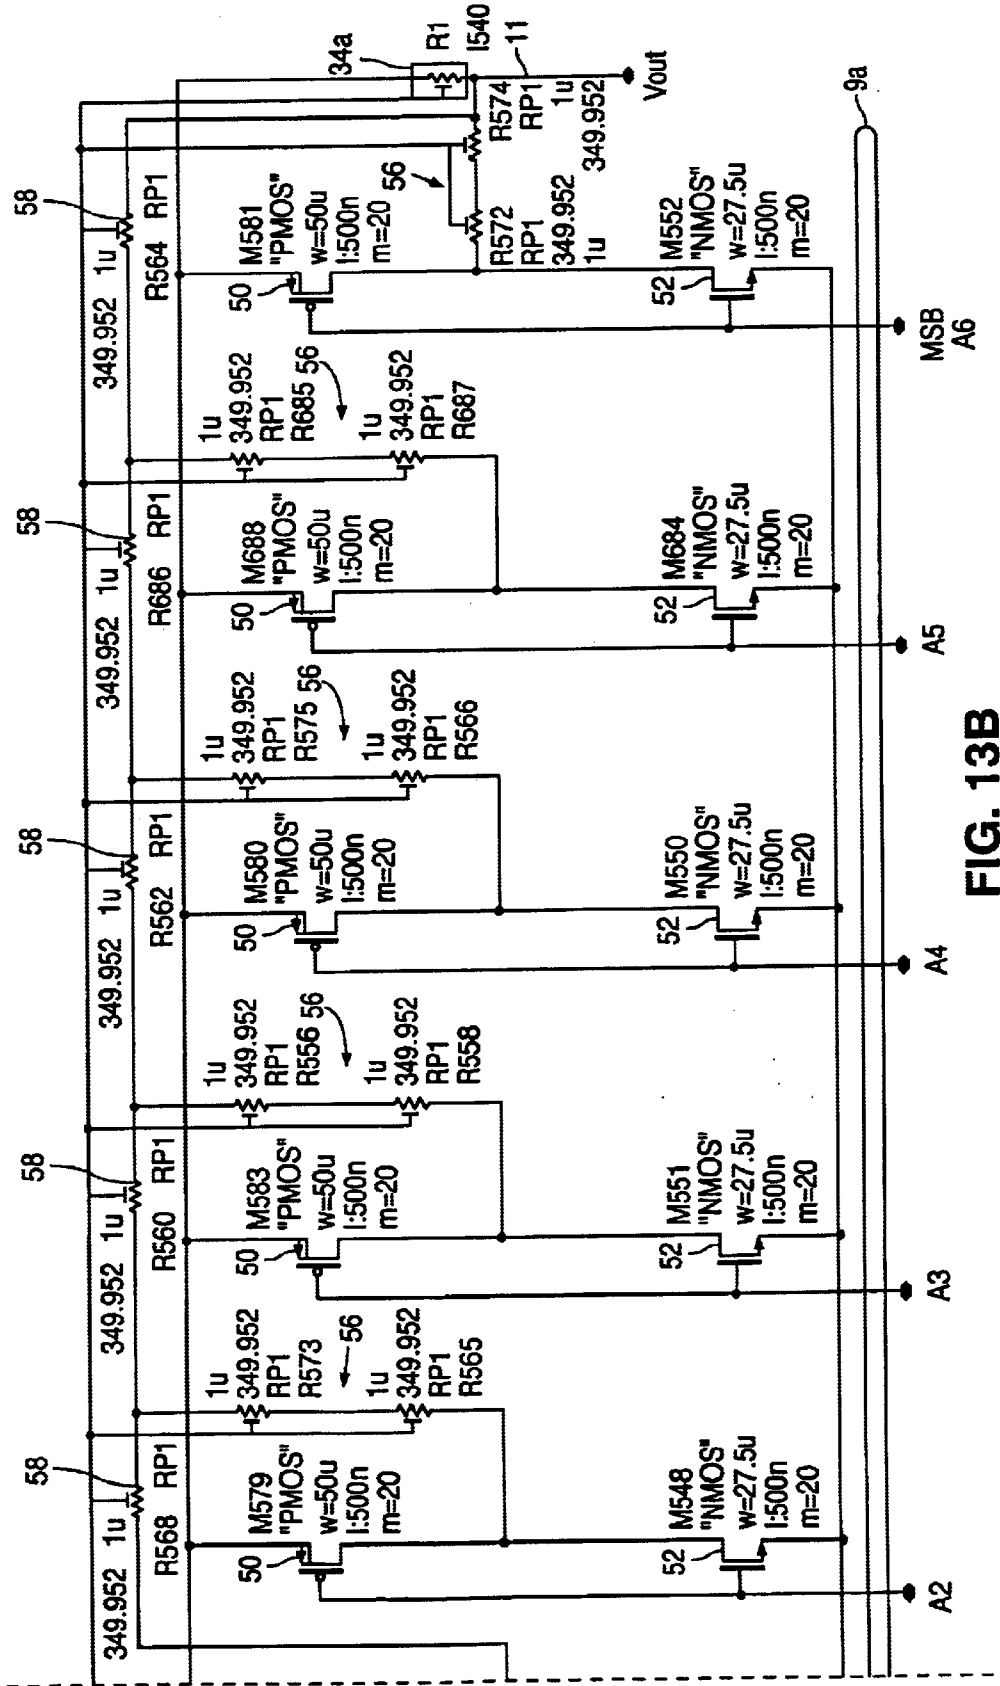 58
349.952
1u
RP1
R568
M579
"PMOS"
w=50u
l:500n
m=20
50
1u
349.952
RP1
R573
56
1u
349.952
RP1
R565
M548
"NMOS"
w=27.5u
l:500n
m=20
52
A2
58
349.952
1u
RP1
R560
M583
"PMOS"
w=50u
l:500n
m=20
50
1u
349.952
RP1
R556
56
1u
349.952
RP1
R558
M551
"NMOS"
w=27.5u
l:500n
m=20
52
A3
58
349.952
1u
RP1
R562
M580
"PMOS"
w=50u
l:500n
m=20
50
1u
349.952
RP1
R575
56
1u
349.952
RP1
R566
M550
"NMOS"
w=27.5u
l:500n
m=20
52
A4
58
349.952
1u
RP1
R686
M688
"PMOS"
w=50u
l:500n
m=20
50
1u
349.952
RP1
R685
56
1u
349.952
RP1
R687
M684
"NMOS"
w=27.5u
l:500n
m=20
52
A5
58
349.952
1u
RP1
R564
M581
"PMOS"
w=50u
l:500n
m=20
50
56
R572
RP1
349.952
1u
R574
RP1
1u
349.952
M552
"NMOS"
w=27.5u
l:500n
m=20
52
MSB
A6
34a
R1
I540
11
Vout
9a
FIG. 13B